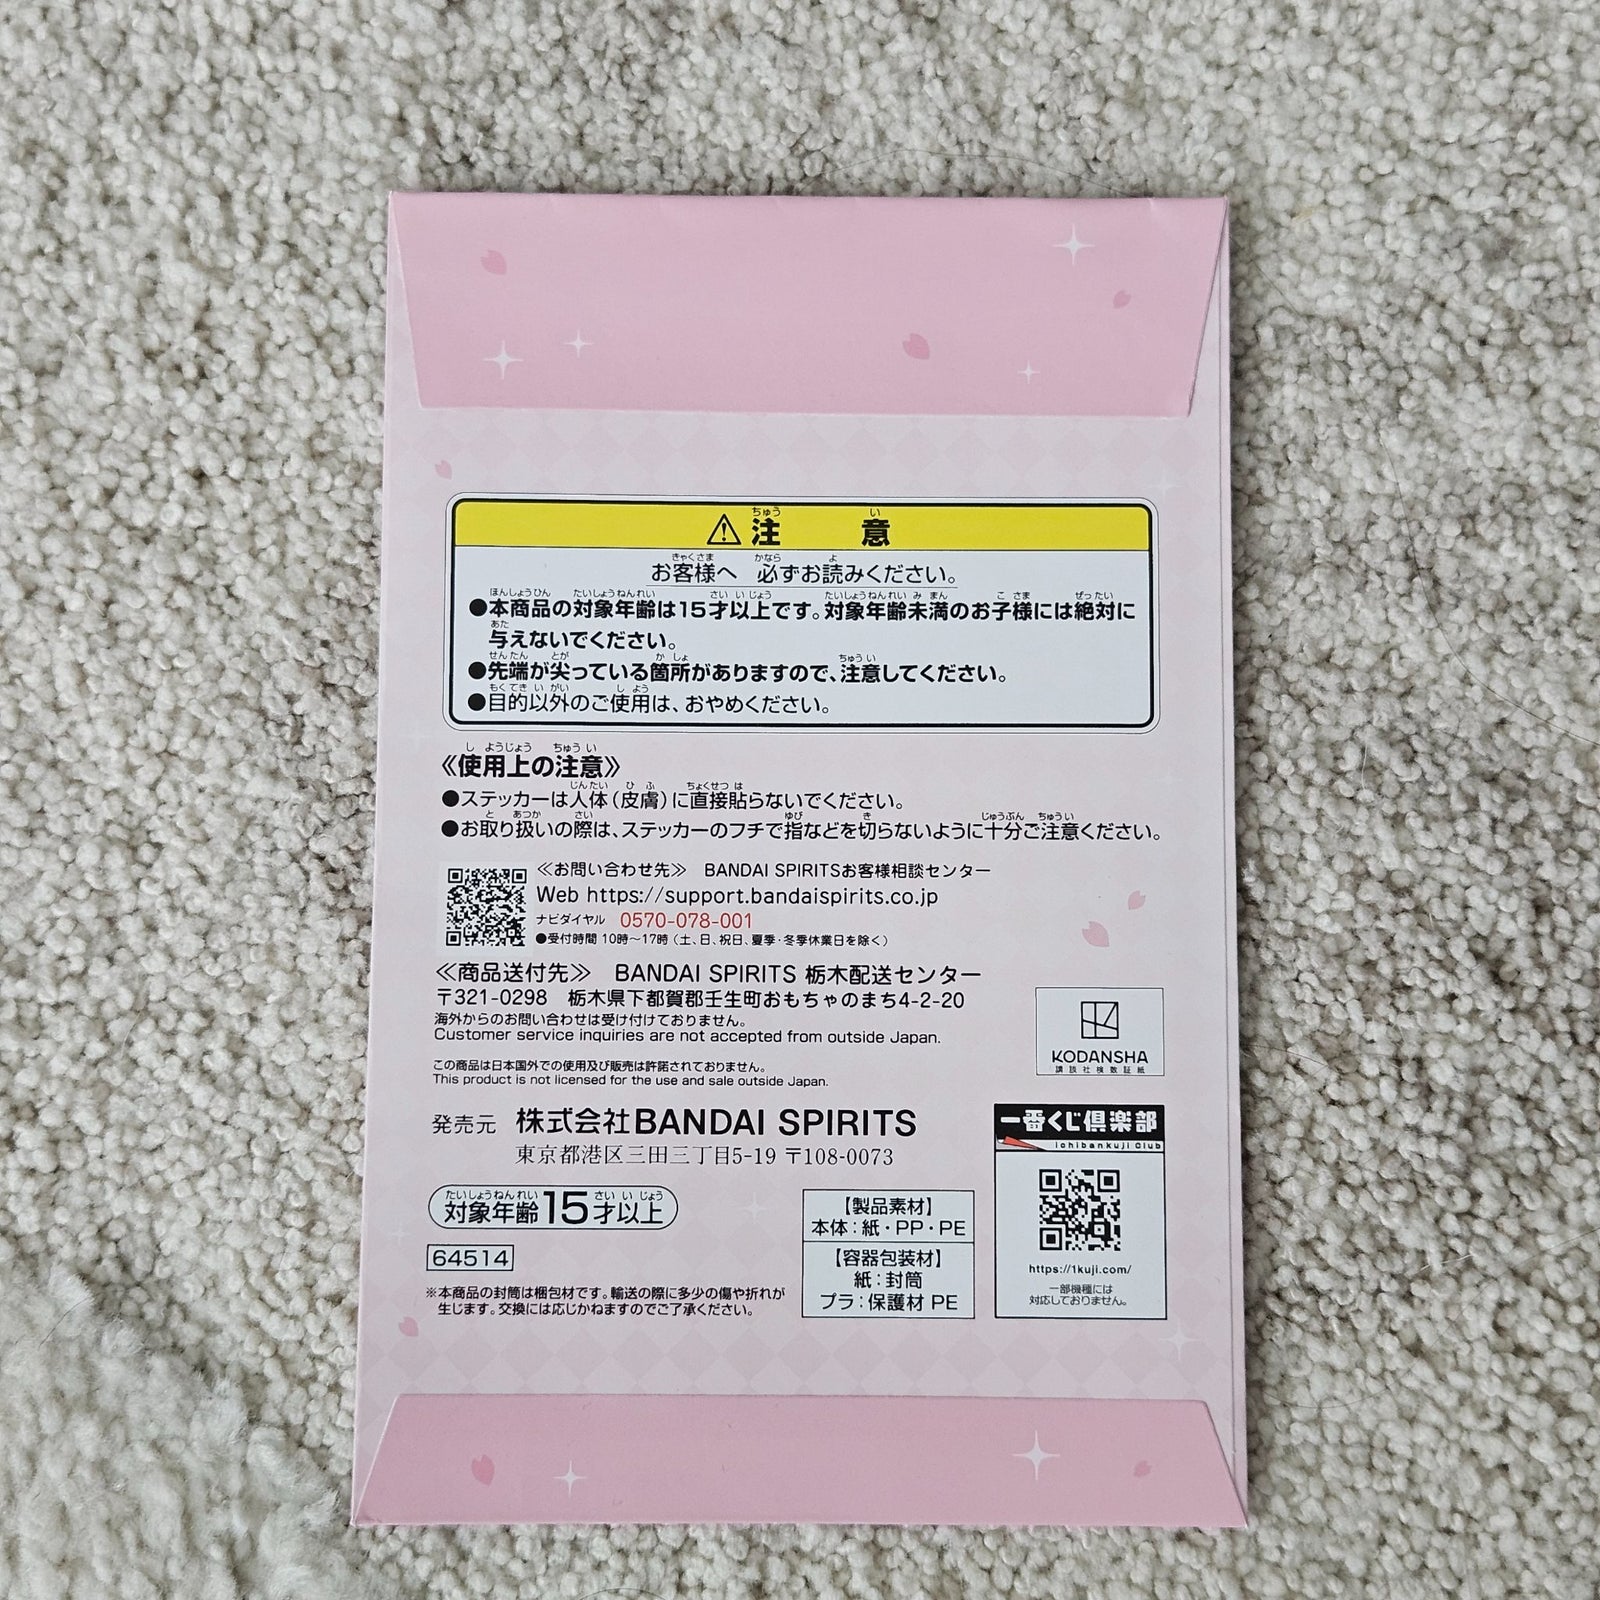 ⚠注意
お客様へ 必ずお読みください。
●本商品の対象年齢は15才以上です。対象年齢未満のお子様には絶対に
与えないでください。
●先端が尖っている箇所がありますので、注意してください。
●目的以外のご使用は、おやめください。
《使用上の注意》
●ステッカーは人体(皮膚)に直接貼らないでください。
●お取り扱いの際は、ステッカーのフチで指などを切らないように十分ご注意ください。
≪お問い合わせ先≫ BANDAI SPIRITSお客様相談センター
Web https://support.bandaispirits.co.jp
ナビダイヤル 0570-078-001
●受付時間 10時〜17時(土、日、祝日、夏季・冬季休業日を除く)
≪商品送付先≫ BANDAI SPIRITS 栃木配送センター
〒321-0298 栃木県下都賀郡壬生町おもちゃのまち4-2-20
海外からのお問い合わせは受け付けておりません。
Customer service inquiries are not accepted from outside Japan.
この商品は日本国外での使用及び販売は許諾されておりません。
This product is not licensed for the use and sale outside Japan.
KODANSHA
講談社検数証紙
発売元 株式会社BANDAI SPIRITS
東京都港区三田三丁目5-19 〒108-0073
対象年齢15才以上
64514
※本商品の封筒は梱包材です。輸送の際に多少の傷や折れが
生じます。交換には応じかねますのでご了承ください。
【製品素材】
本体:紙・PP・PE
【容器包装材】
紙:封筒
プラ:保護材 PE
一番くじ倶楽部
ichibankuji Club
https://1kuji.com/
一部機種には
対応しておりません。